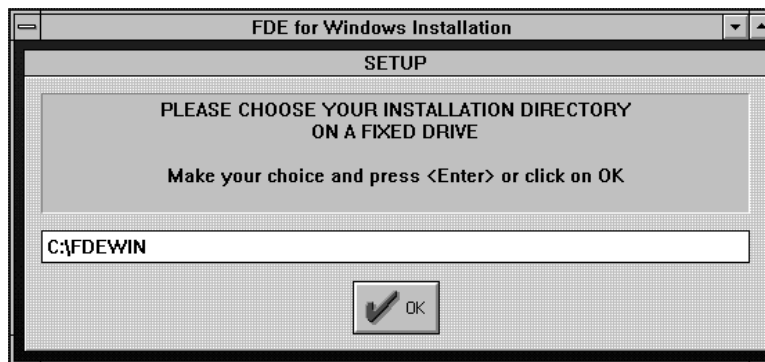 FDE for Windows Installation
SETUP
PLEASE CHOOSE YOUR INSTALLATION DIRECTORY
ON A FIXED DRIVE
Make your choice and press <Enter> or click on OK
C:\FDEWIN
OK